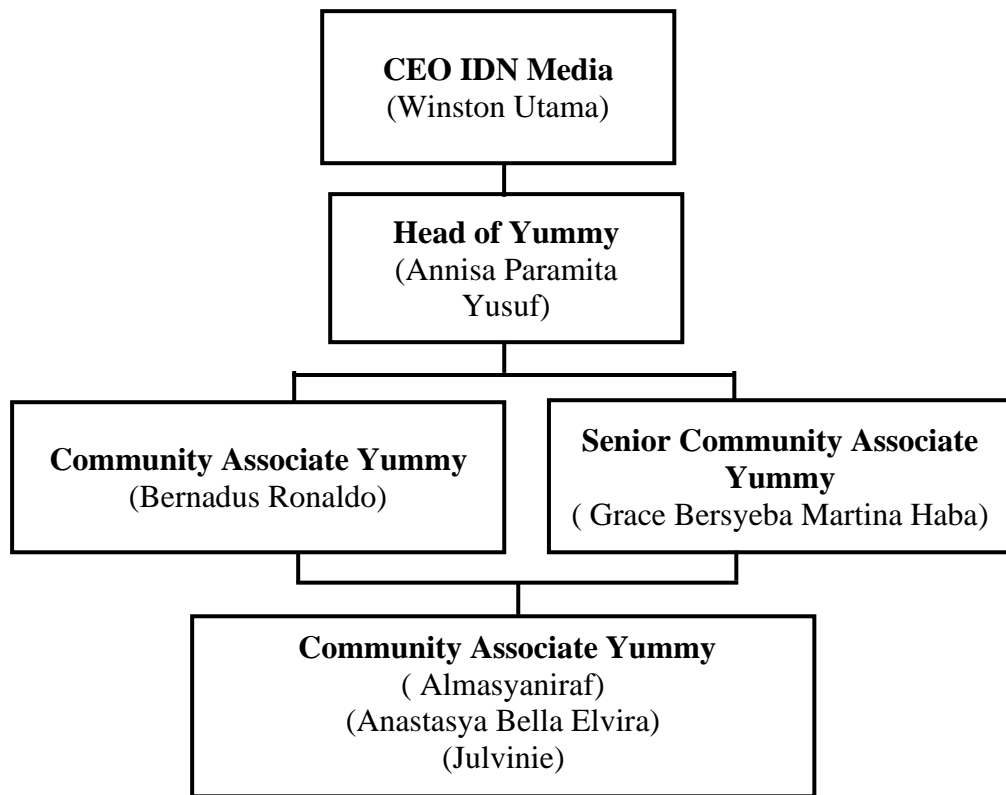 CEO IDN Media
(Winston Utama)
Head of Yummy
(Annisa Paramita
Yusuf)
Community Associate Yummy
(Bernadus Ronaldo)
Senior Community Associate
Yummy
( Grace Bersyeba Martina Haba)
Community Associate Yummy
( Almasyaniraf)
(Anastasya Bella Elvira)
(Julvinie)